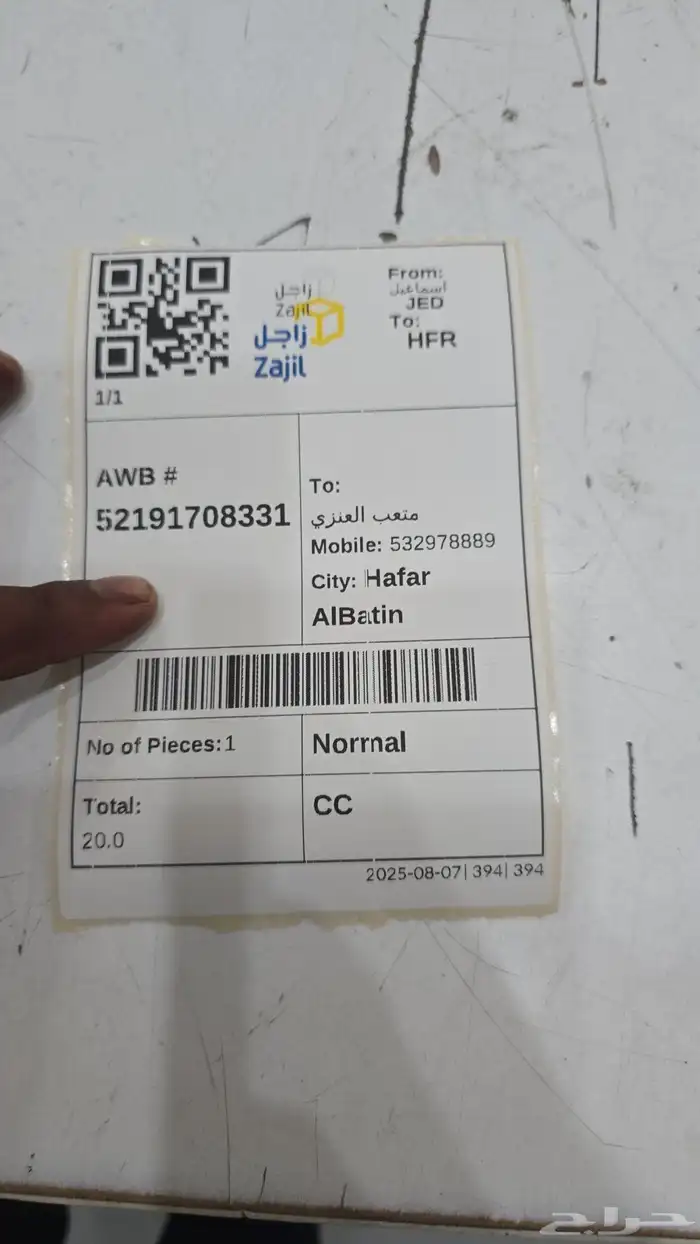 زاجل
Zajil
زاجل
Zajil
From:
اسماعيل
JED
To:
HFR
1/1
AWB #
52191708331
To:
متعب العنزي
Mobile: 532978889
City: Hafar
AlBatin
No of Pieces:1
Normal
Total:
20.0
CC
2025-08-07| 394| 394
حراج